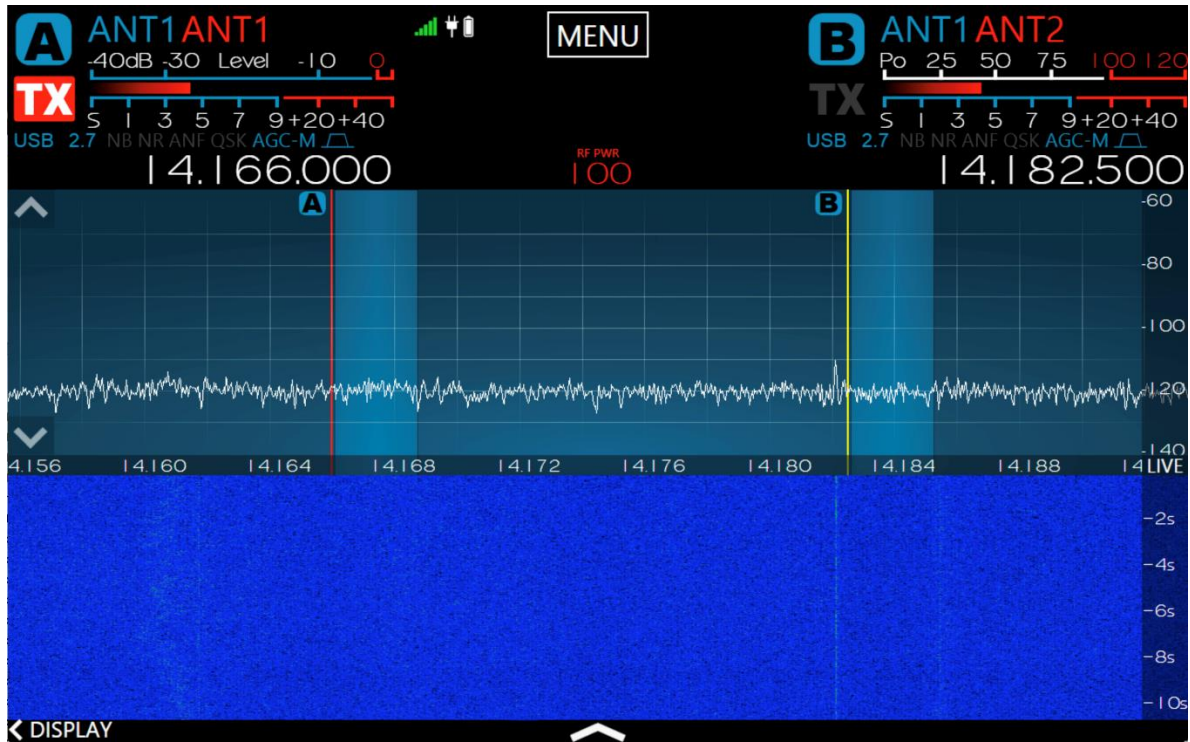 A ANT1 ANT1
-40dB -30 Level -10 0
TX
S 1 3 5 7 9 +20 +40
USB 2.7 NB NR ANF QSK AGC-M
14.166.000
MENU
RF PWR
100
B ANT1 ANT2
Po 25 50 75 100 120
TX
S 1 3 5 7 9 +20 +40
USB 2.7 NB NR ANF QSK AGC-M
14.182.500
A B
-60
-80
-100
-120
-140
4.156 14.160 14.164 14.168 14.172 14.176 14.180 14.184 14.188 14 LIVE
-2s
-4s
-6s
-8s
-10s
< DISPLAY